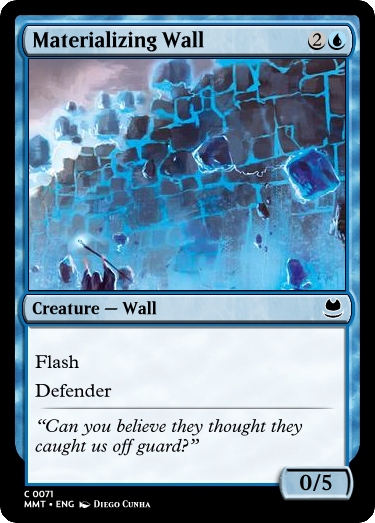 Materializing Wall 2
Creature — Wall
Flash
Defender
“Can you believe they thought they
caught us off guard?”
0/5
C 0071
MMT • ENG Diego Cunha